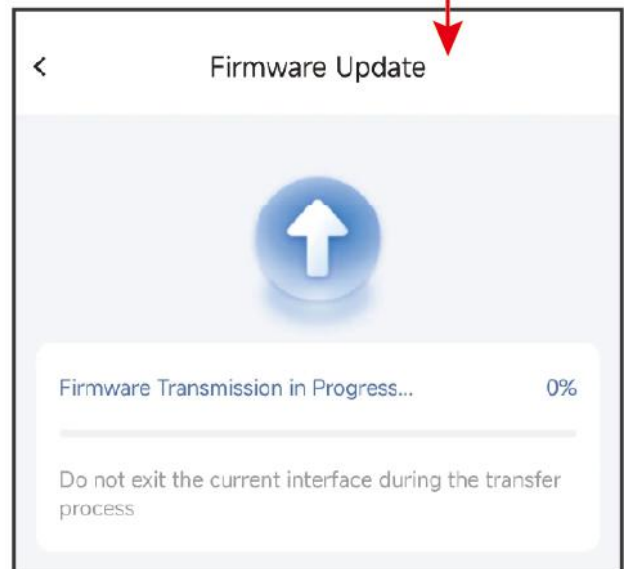 Firmware Update
Firmware Transmission in Progress... 0%
Do not exit the current interface during the transfer
process